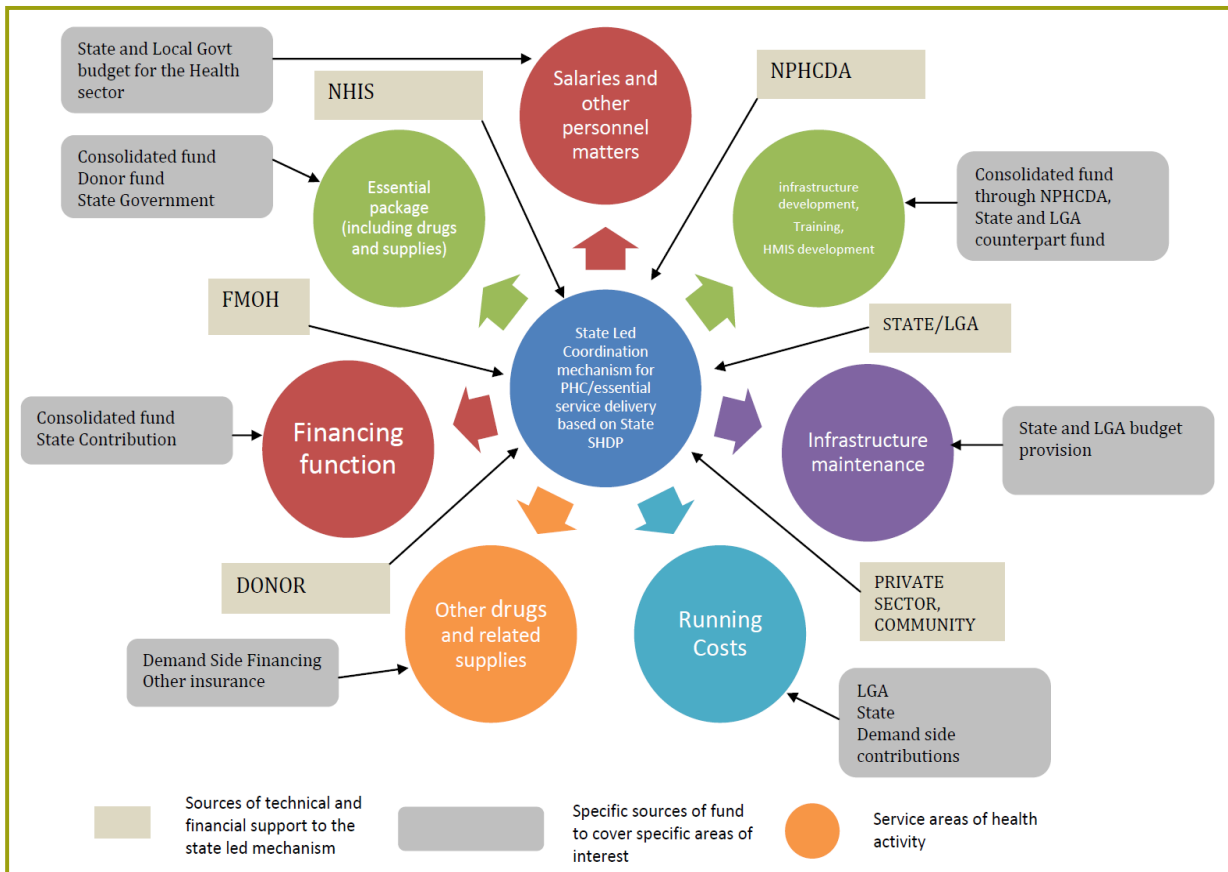 State and Local Govt
budget for the Health
sector
NHIS
Salaries and
other
personnel
matters
NPHCDA
Consolidated fund
Donor fund
State Government
Essential
package
(including drugs
and supplies)
infrastructure
development,
Training,
HMIS development
Consolidated fund
through NPHCDA,
State and LGA
counterpart fund
FMOH
State Led
Coordination
mechanism for
PHC/essential
service delivery
based on State
SHDP
STATE/LGA
Consolidated fund
State Contribution
Financing
function
Infrastructure
maintenance
State and LGA budget
provision
DONOR
Other drugs
and related
supplies
Running
Costs
PRIVATE
SECTOR,
COMMUNITY
Demand Side Financing
Other insurance
LGA
State
Demand side
contributions
Sources of technical and
financial support to the
state led mechanism
Specific sources of fund
to cover specific areas of
interest
Service areas of health
activity